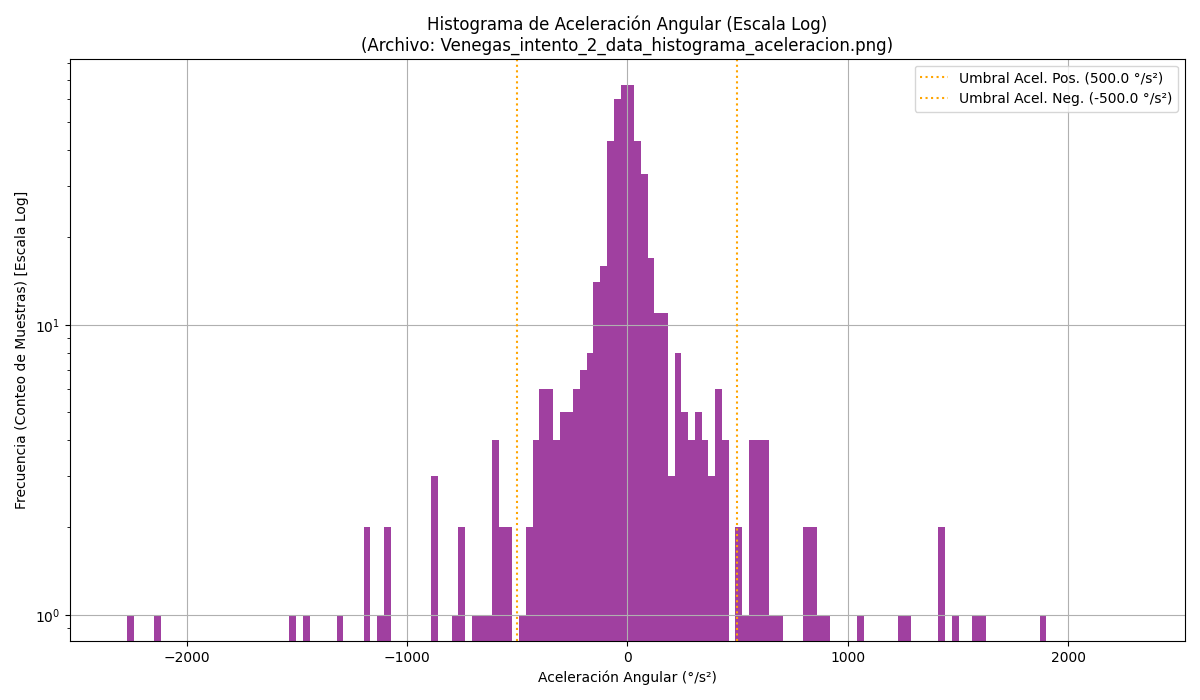 Histograma de Aceleración Angular (Escala Log)
(Archivo: Venegas_intento_2_data_histograma_aceleracion.png)
Umbral Acel. Pos. (500.0 °/s²)
Umbral Acel. Neg. (-500.0 °/s²)
Frecuencia (Conteo de Muestras) [Escala Log]
10¹
10⁰
−2000 −1000 0 1000 2000
Aceleración Angular (°/s²)